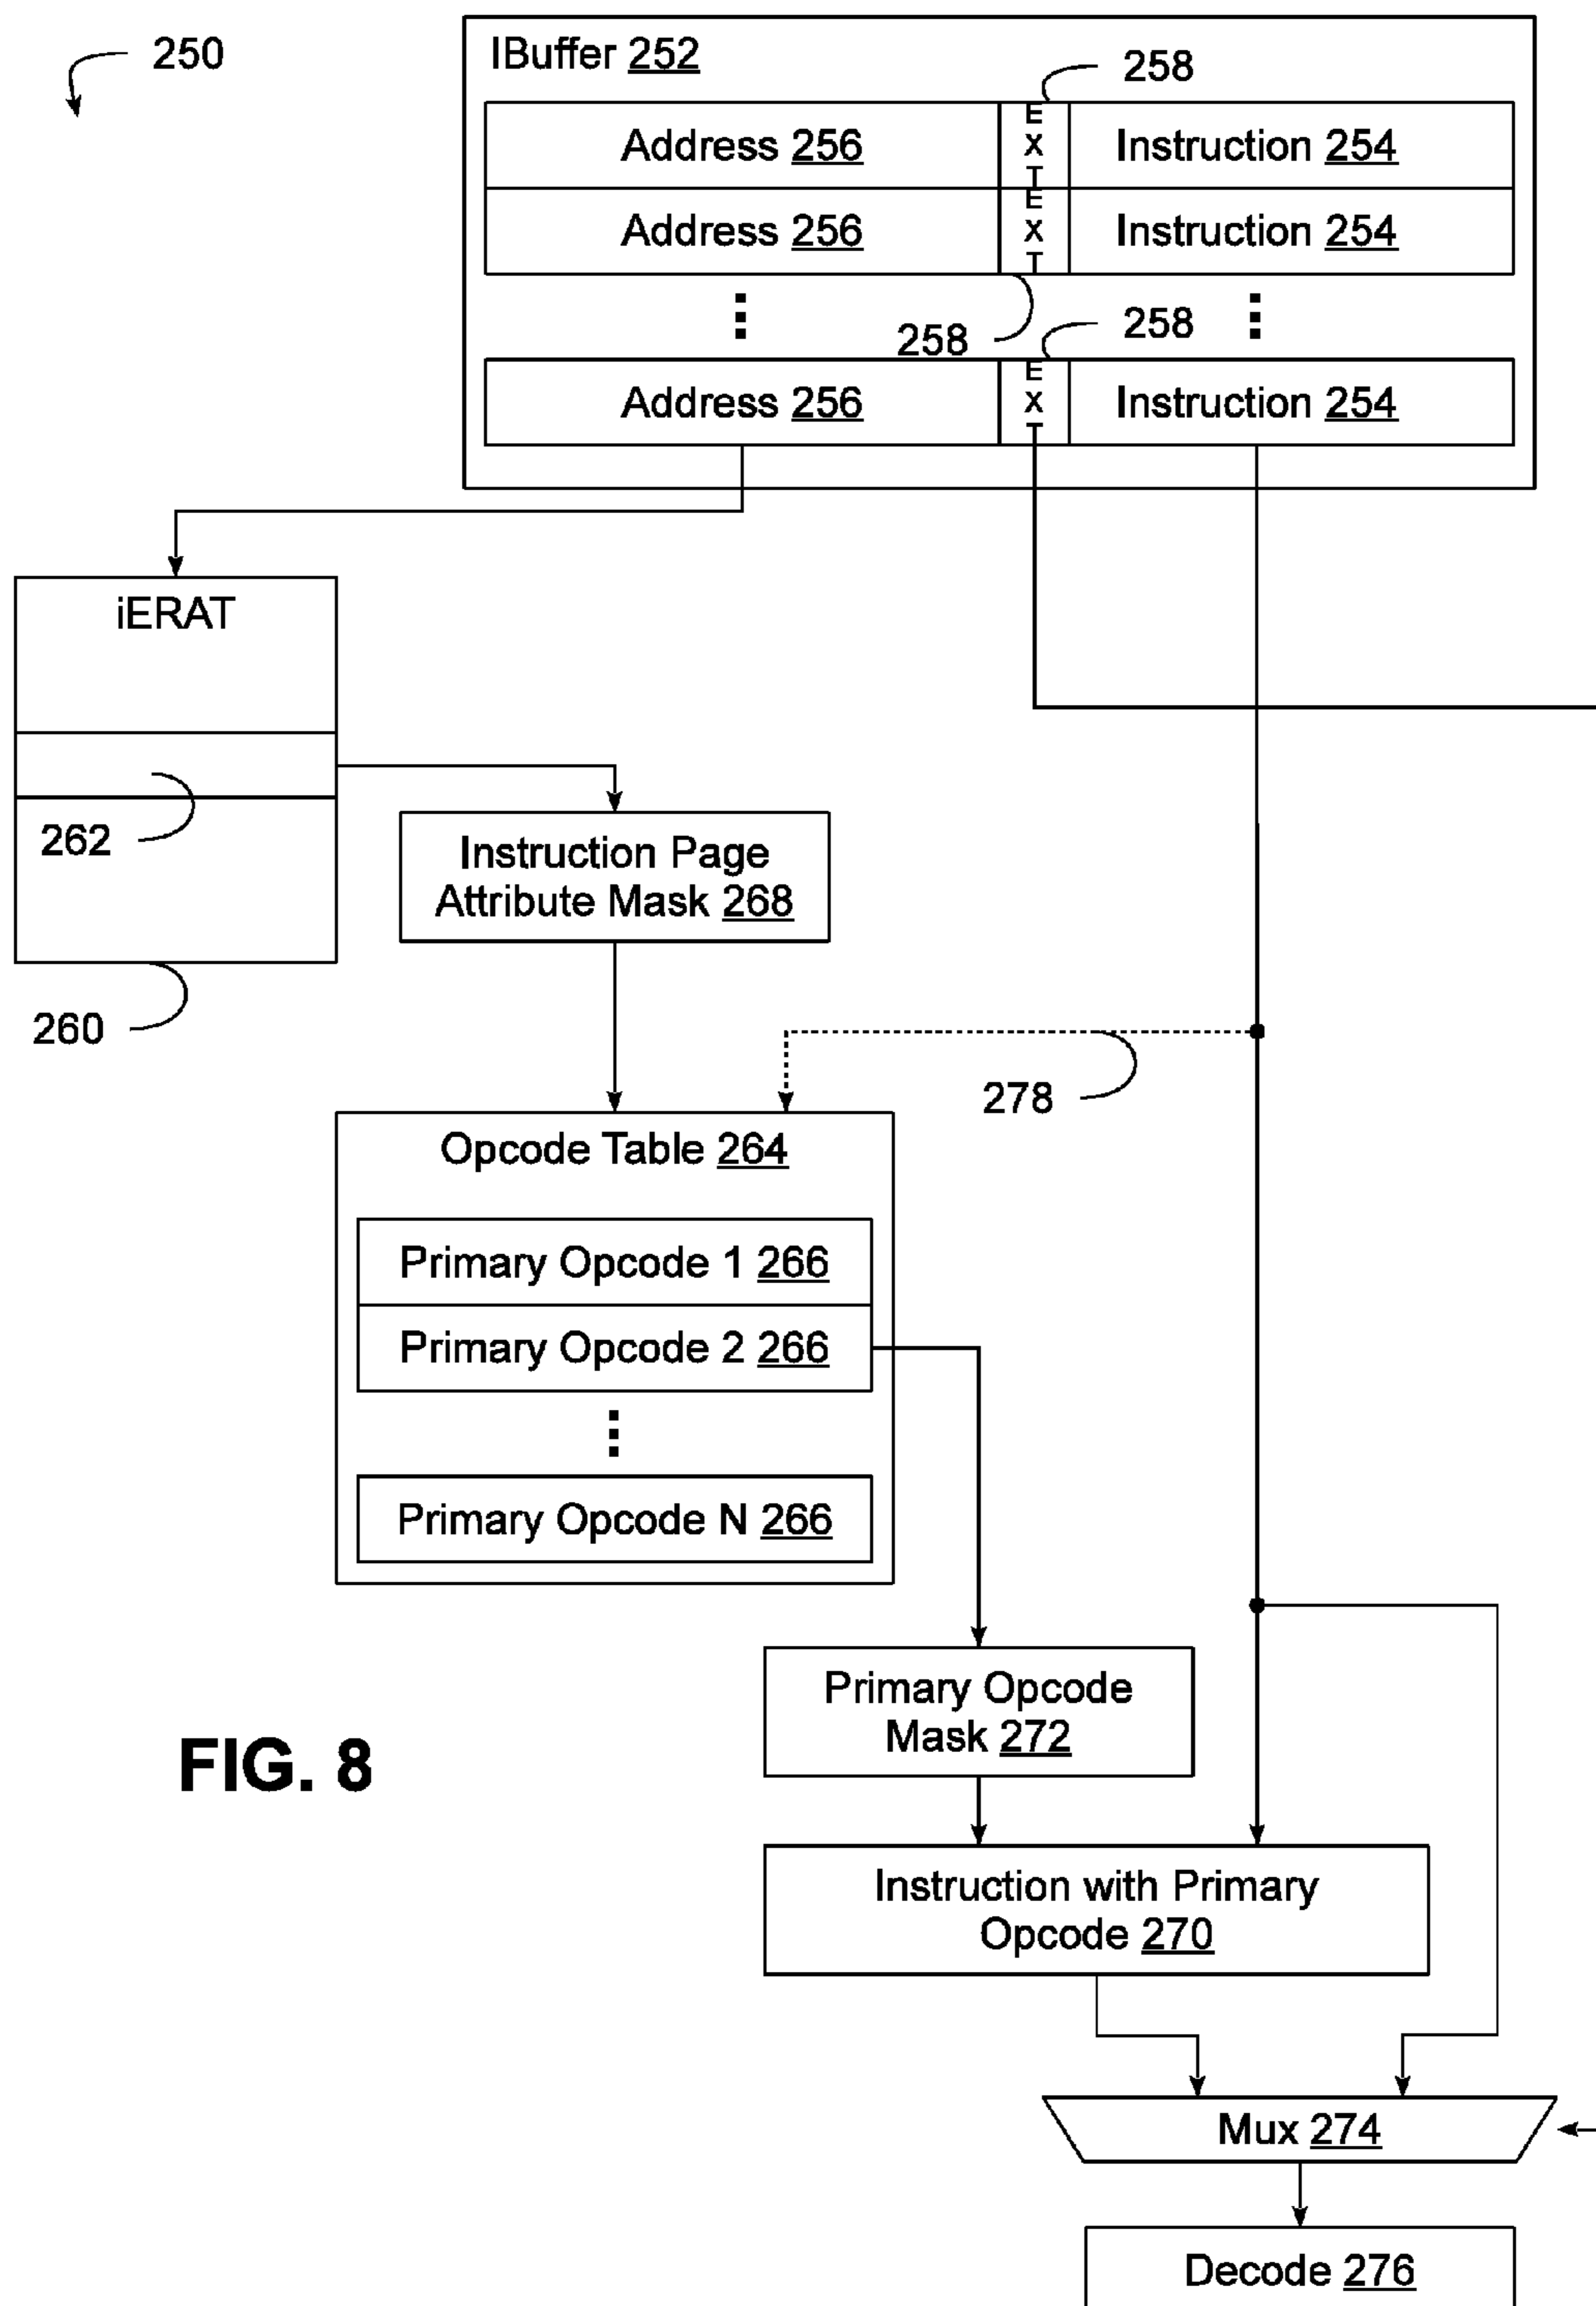 250
IBuffer 252
258
Address 256 EXT Instruction 254
Address 256 EXT Instruction 254
258
258
Address 256 EXT Instruction 254
iERAT
262
Instruction Page
Attribute Mask 268
260
278
Opcode Table 264
Primary Opcode 1 266
Primary Opcode 2 266
Primary Opcode N 266
Primary Opcode
Mask 272
FIG. 8
Instruction with Primary
Opcode 270
Mux 274
Decode 276